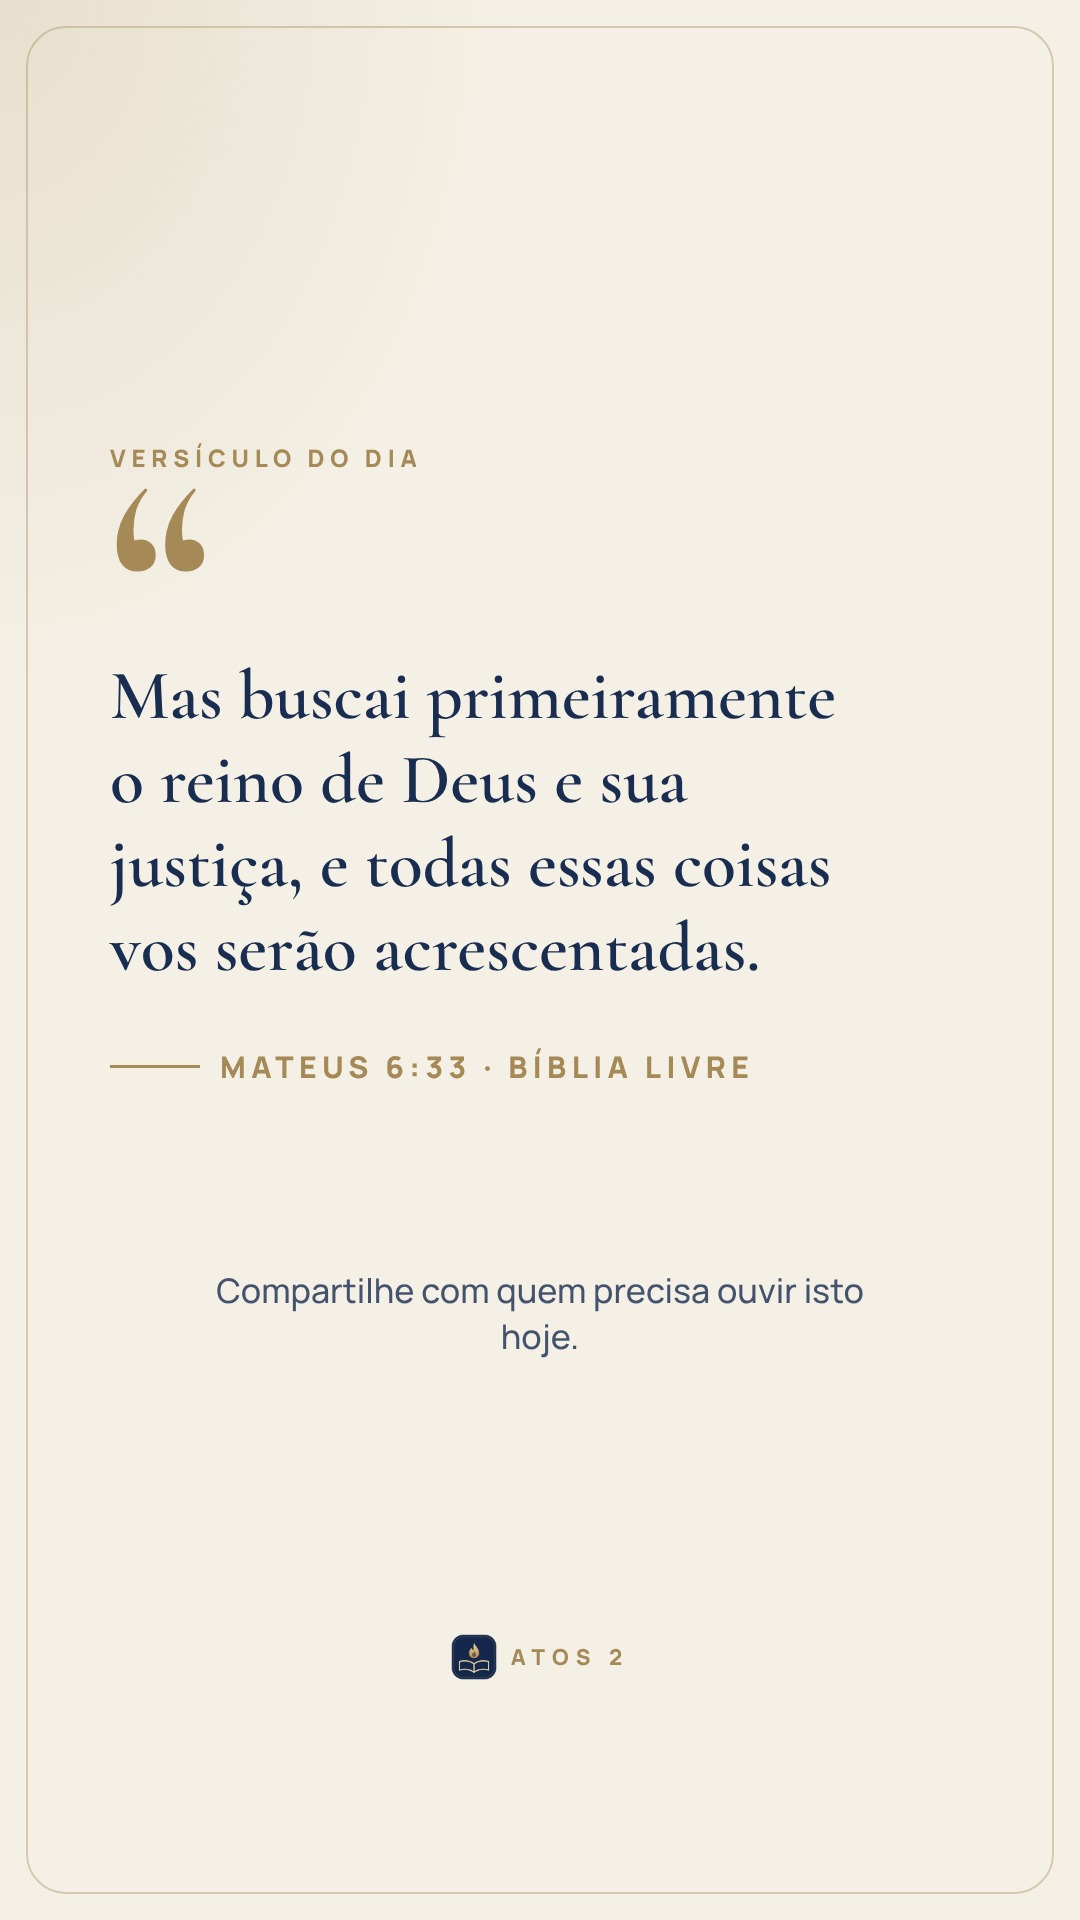 VERSÍCULO DO DIA
“
Mas buscai primeiramente
o reino de Deus e sua
justiça, e todas essas coisas
vos serão acrescentadas.
MATEUS 6:33 · BÍBLIA LIVRE
Compartilhe com quem precisa ouvir isto
hoje.
ATOS 2